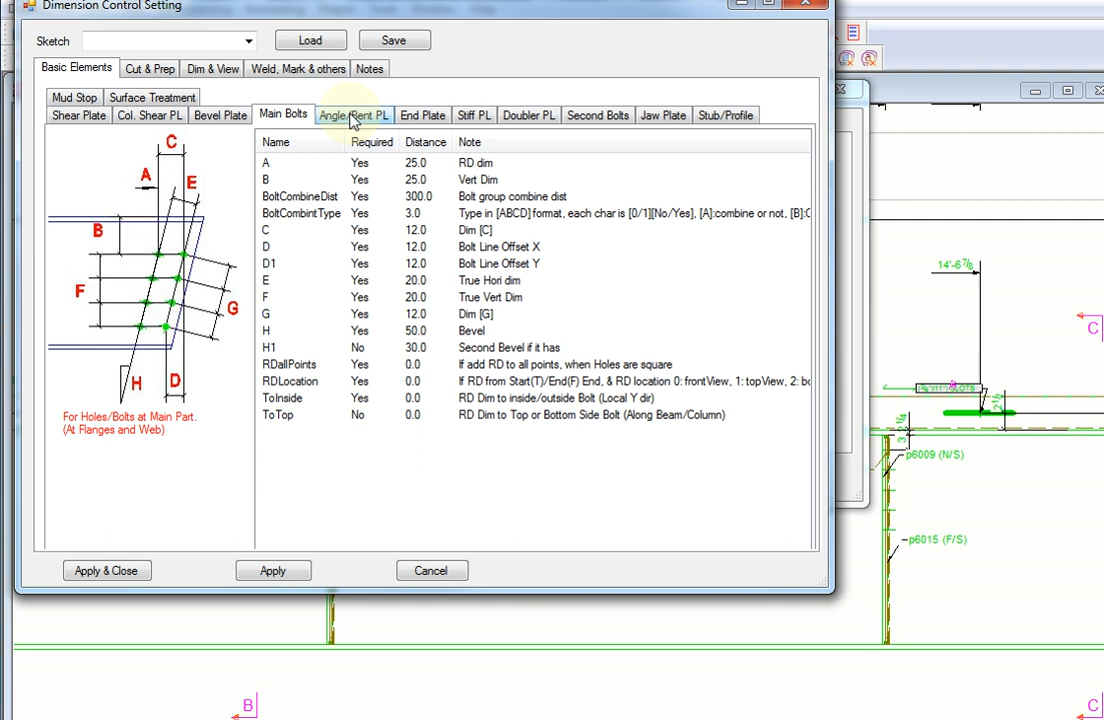 Dimension Control Setting
Sketch Load Save
Basic Elements Cut & Prep Dim & View Weld, Mark & others Notes
Mud Stop Surface Treatment
Shear Plate Col. Shear PL Bevel Plate Main Bolts Angle/Bent PL End Plate Stiff PL Doubler PL Second Bolts Jaw Plate Stub/Profile
Name Required Distance Note
A Yes 25.0 RD dim
B Yes 25.0 Vert Dim
BoltCombineDist Yes 300.0 Bolt group combine dist
BoltCombintType Yes 3.0 Type in [ABCD] format, each char is [0/1][No/Yes], [A]:combine or not, [B]:C
C Yes 12.0 Dim [C]
D Yes 12.0 Bolt Line Offset X
D1 Yes 12.0 Bolt Line Offset Y
E Yes 20.0 True Hori dim
F Yes 20.0 True Vert Dim
G Yes 12.0 Dim [G]
H Yes 50.0 Bevel
H1 No 30.0 Second Bevel if it has
RDallPoints Yes 0.0 If add RD to all points, when Holes are square
RDLocation Yes 0.0 If RD from Start(T)/End(F) End, & RD location 0: frontView, 1: topView, 2: bo
ToInside Yes 0.0 RD Dim to inside/outside Bolt (Local Y dir)
ToTop No 0.0 RD Dim to Top or Bottom Side Bolt (Along Beam/Column)
C
A
E
B
F
G
H
D
For Holes/Bolts at Main Part.
(At Flanges and Web)
Apply & Close Apply Cancel
14'-6 7/8
C
2 1/2
3 1/4
p6009 (N/S)
p6015 (F/S)
B
C